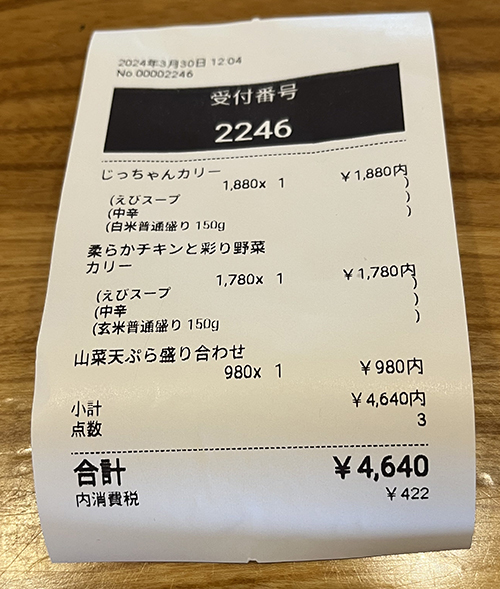 2024年3月30日 12:04
No.00002246
受付番号
2246
じっちゃんカリー
1,880x 1 ￥1,880内
(えびスープ )
(中辛 )
(白米普通盛り 150g )
柔らかチキンと彩り野菜
カリー
1,780x 1 ￥1,780内
(えびスープ )
(中辛 )
(玄米普通盛り 150g )
山菜天ぷら盛り合わせ
980x 1 ￥980内
小計 ￥4,640内
点数 3
合計 ￥4,640
内消費税 ￥422